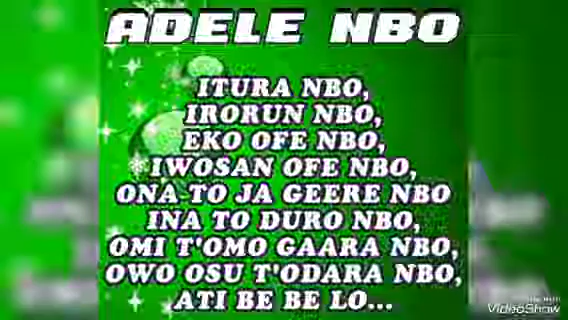 ADELE NBO
ITURA NBO,
IRORUN NBO,
EKO OFE NBO,
IWOSAN OFE NBO,
ONA TO JA GEERE NBO
INA TO DURO NBO,
OMI T'OMO GAARA NBO,
OWO OSU T'ODARA NBO,
ATI BE BE LO...
VideoShow